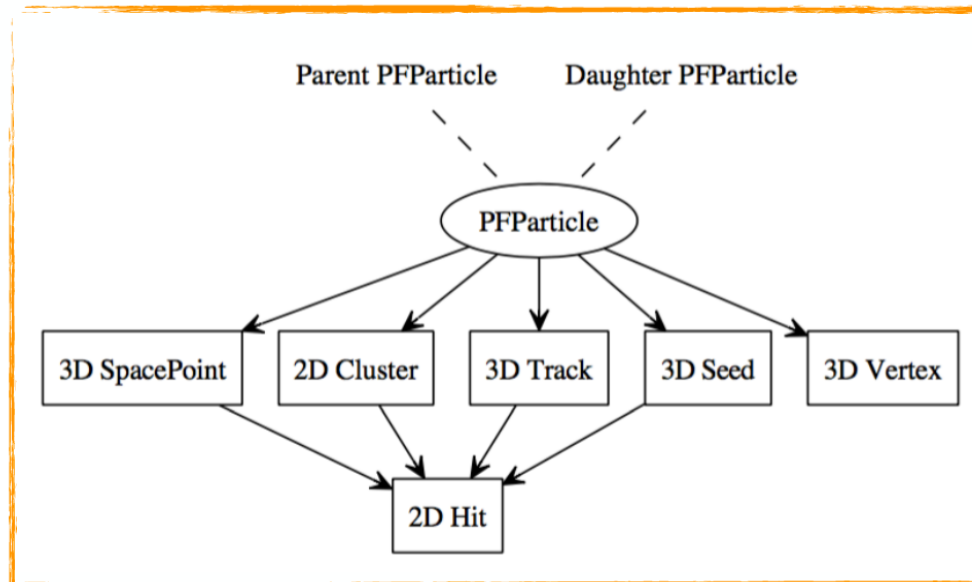 Parent PFParticle
Daughter PFParticle
PFParticle
3D SpacePoint
2D Cluster
3D Track
3D Seed
3D Vertex
2D Hit